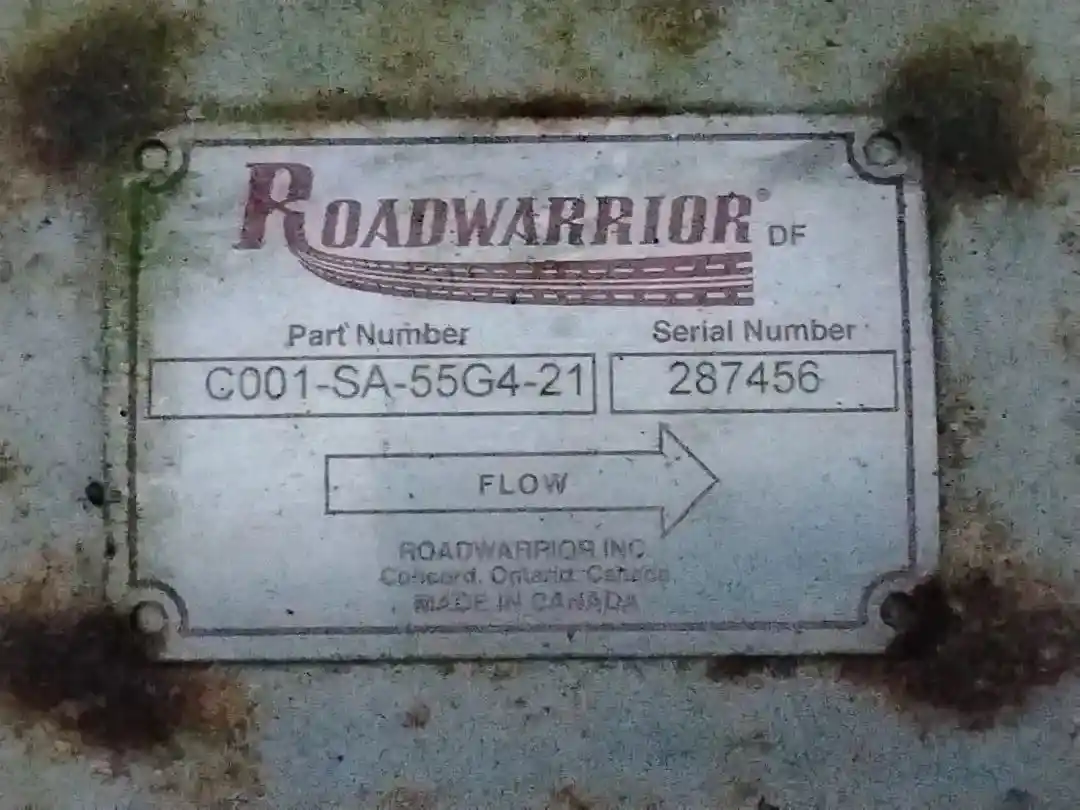 ROADWARRIOR® DF
Part Number Serial Number
C001-SA-55G4-21 287456
FLOW
ROADWARRIOR INC.
Concord, Ontario Canada
MADE IN CANADA